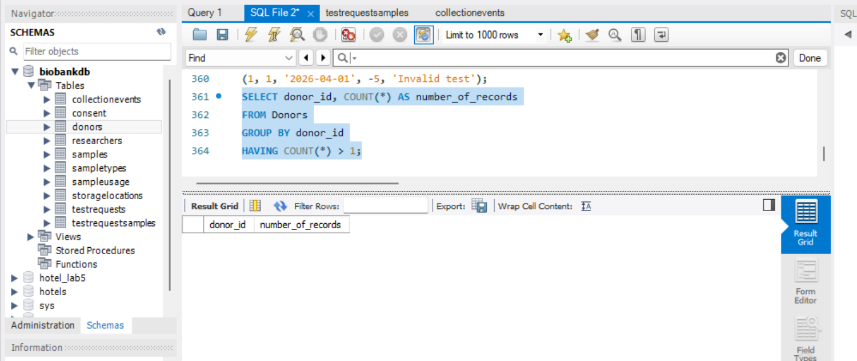 Navigator
SCHEMAS
Filter objects
biobankdb
Tables
collectionevents
consent
donors
researchers
samples
sampletypes
sampleusage
storagelocations
testrequests
testrequestsamples
Views
Stored Procedures
Functions
hotel_lab5
hotels
sys
Administration Schemas
Information
Query 1 SQL File 2* × testrequestsamples collectionevents
Limit to 1000 rows
Find Done
360 (1, 1, '2026-04-01', -5, 'Invalid test');
361 SELECT donor_id, COUNT(*) AS number_of_records
362 FROM Donors
363 GROUP BY donor_id
364 HAVING COUNT(*) > 1;
Result Grid Filter Rows: Export: Wrap Cell Content:
donor_id number_of_records
Result
Grid
Form
Editor
Field
Types
SQL